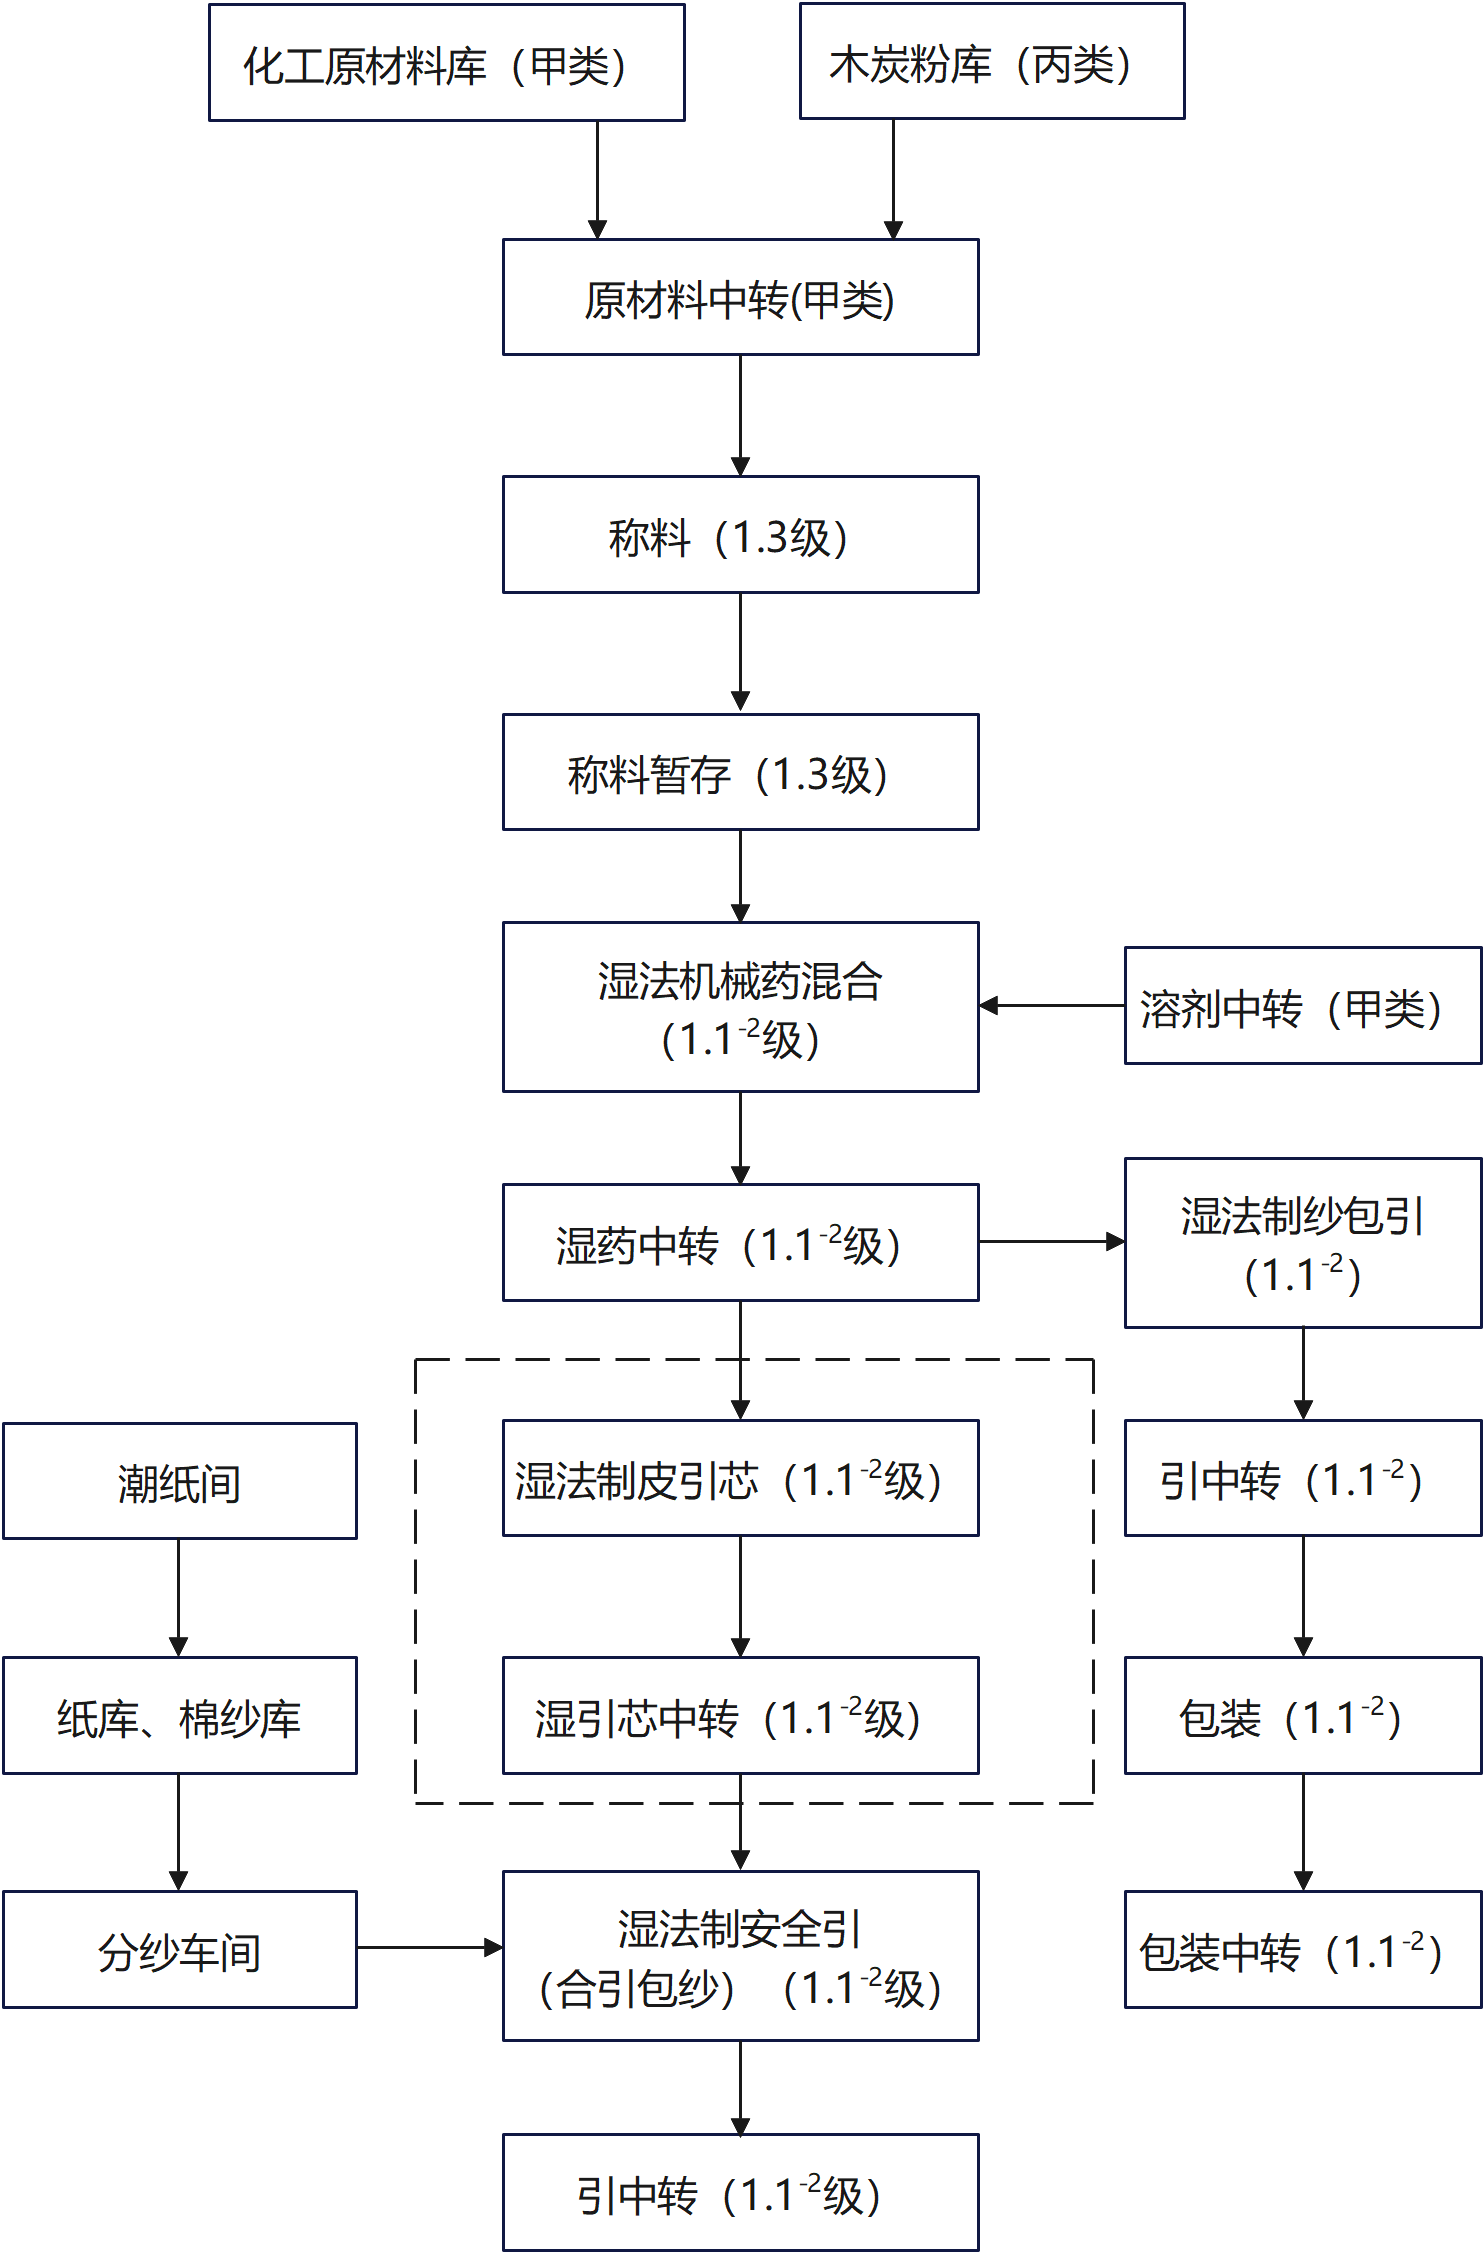 化工原材料库（甲类）
木炭粉库（丙类）
原材料中转(甲类)
称料（1.3级）
称料暂存（1.3级）
湿法机械药混合
（1.1-2级）
溶剂中转（甲类）
湿药中转（1.1-2级）
湿法制纱包引
（1.1-2）
潮纸间
湿法制皮引芯（1.1-2级）
引中转（1.1-2）
纸库、棉纱库
湿引芯中转（1.1-2级）
包装（1.1-2）
分纱车间
湿法制安全引
（合引包纱）（1.1-2级）
包装中转（1.1-2）
引中转（1.1-2级）